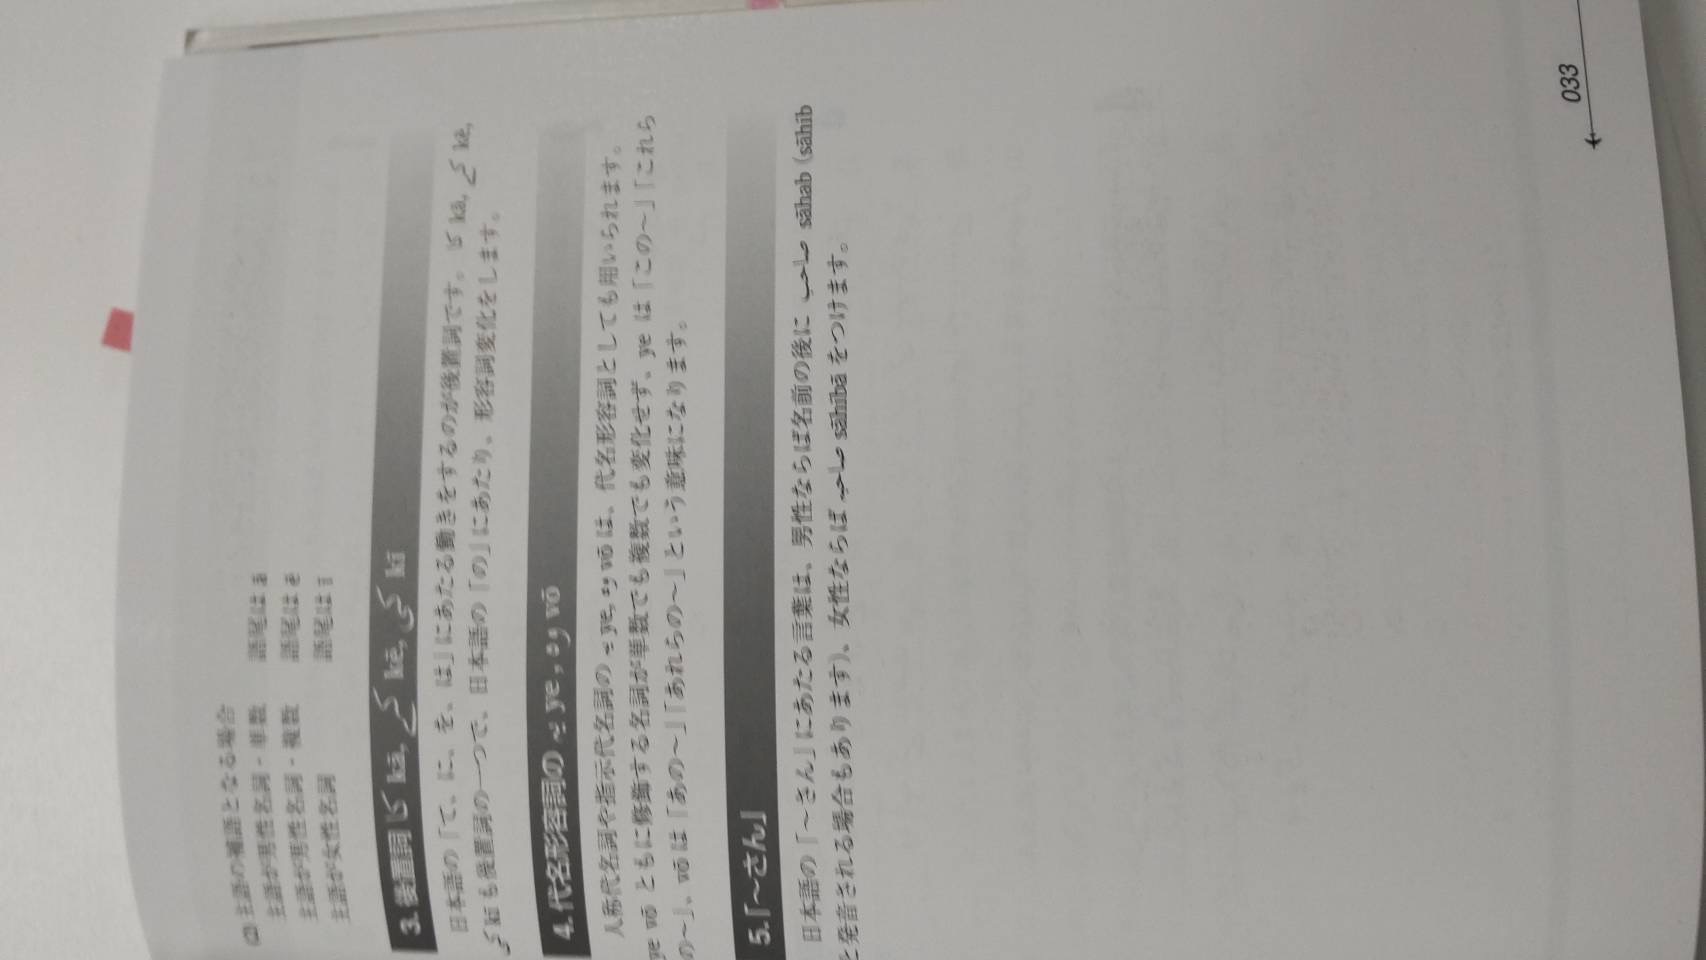 (2) 主語の補語となる場合
主語が男性名詞・単数 語尾は ā
主語が男性名詞・複数 語尾は ē
主語が女性名詞 語尾は ī
3. 後置詞 کا kā, کے kē, کی kī
日本語の「て、に、を、は」にあたる働きをするのが後置詞です。کا kā, کے kē,
کی kī も後置詞の一つで、日本語の「の」にあたり、形容詞変化をします。
4. 代名形容詞の یہ ye, وہ vō
人称代名詞や指示代名詞の یہ ye, وہ vō は、代名形容詞としても用いられます。
ye vō ともに修飾する名詞が単数でも複数でも変化せず、ye は「この～」「これら
の～」、vō は「あの～」「あれらの～」という意味になります。
5.「～さん」
日本語の「～さん」にあたる言葉は、男性ならば名前の後に صاحب sāhab (sāhib
と発音される場合もあります)、女性ならば صاحبہ sāhibā をつけます。
033